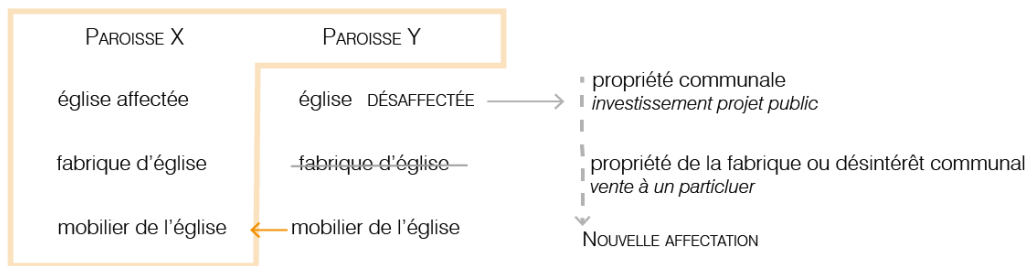 Paroisse X
Paroisse Y
église affectée
église DÉSAFFECTÉE
propriété communale
investissement projet public
fabrique d'église
fabrique d'église
propriété de la fabrique ou désintérêt communal
vente à un particluer
mobilier de l'église
mobilier de l'église
Nouvelle affectation